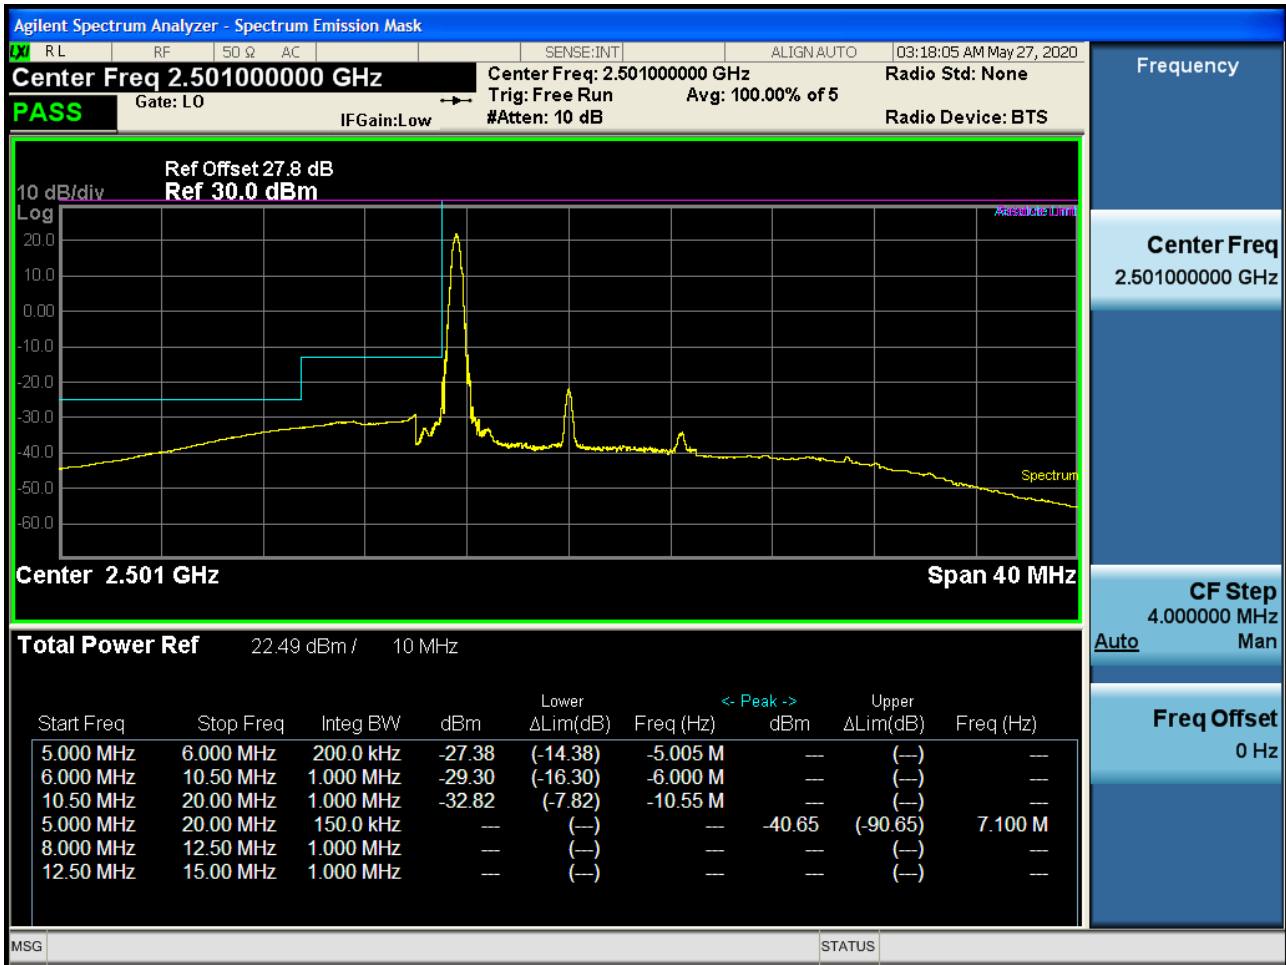 Agilent Spectrum Analyzer - Spectrum Emission Mask
LXI RL RF 50 Ω AC SENSE:INT ALIGN AUTO 03:18:05 AM May 27, 2020
Center Freq 2.501000000 GHz
Center Freq: 2.501000000 GHz Radio Std: None
PASS Gate: LO Trig: Free Run Avg: 100.00% of 5
IFGain:Low #Atten: 10 dB Radio Device: BTS
Ref Offset 27.8 dB
10 dB/div Ref 30.0 dBm
Log
20.0
10.0
0.00
-10.0
-20.0
-30.0
-40.0
-50.0
-60.0
Spectrum
Center 2.501 GHz Span 40 MHz
Total Power Ref 22.49 dBm / 10 MHz
Lower <- Peak -> Upper
Start Freq Stop Freq Integ BW dBm ΔLim(dB) Freq (Hz) dBm ΔLim(dB) Freq (Hz)
5.000 MHz 6.000 MHz 200.0 kHz -27.38 (-14.38) -5.005 M --- (---) ---
6.000 MHz 10.50 MHz 1.000 MHz -29.30 (-16.30) -6.000 M --- (---) ---
10.50 MHz 20.00 MHz 1.000 MHz -32.82 (-7.82) -10.55 M --- (---) ---
5.000 MHz 20.00 MHz 150.0 kHz --- (---) --- -40.65 (-90.65) 7.100 M
8.000 MHz 12.50 MHz 1.000 MHz --- (---) --- --- (---) ---
12.50 MHz 15.00 MHz 1.000 MHz --- (---) --- --- (---) ---
MSG STATUS
Frequency
Center Freq
2.501000000 GHz
CF Step
4.000000 MHz
Auto Man
Freq Offset
0 Hz